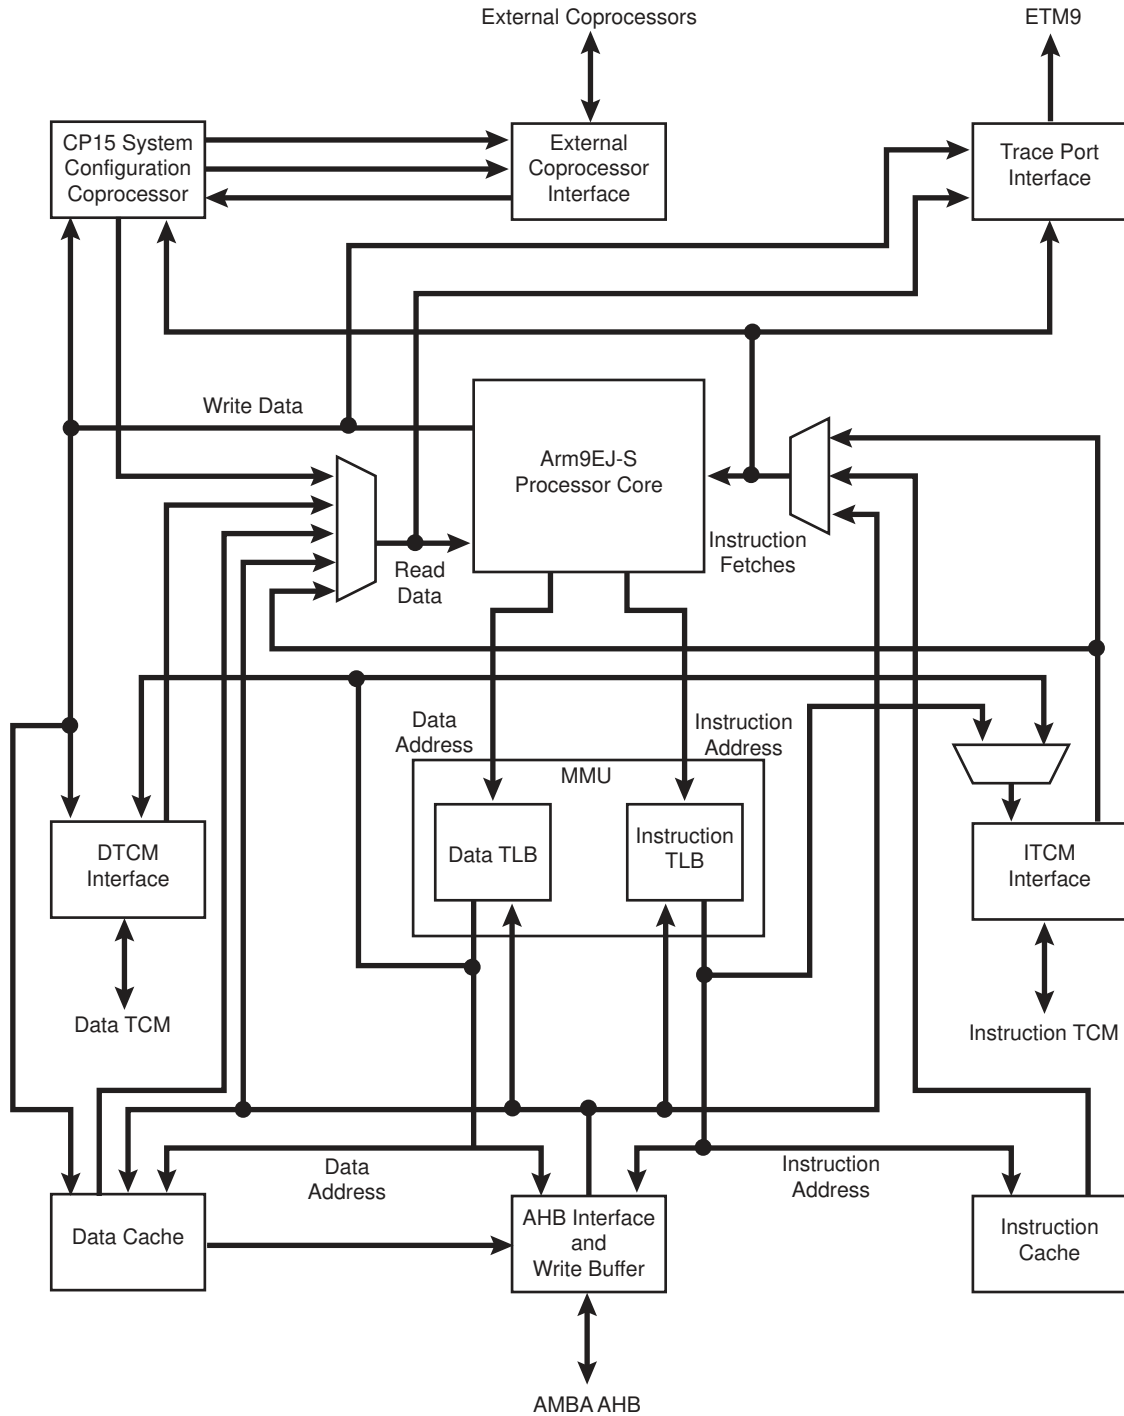 External Coprocessors
ETM9
CP15 System
Configuration
Coprocessor
External
Coprocessor
Interface
Trace Port
Interface
Write Data
Arm9EJ-S
Processor Core
Instruction
Fetches
Read
Data
Data
Address
Instruction
Address
MMU
DTCM
Interface
Data TLB
Instruction
TLB
ITCM
Interface
Data TCM
Instruction TCM
Data
Address
Instruction
Address
Data Cache
AHB Interface
and
Write Buffer
Instruction
Cache
AMBA AHB